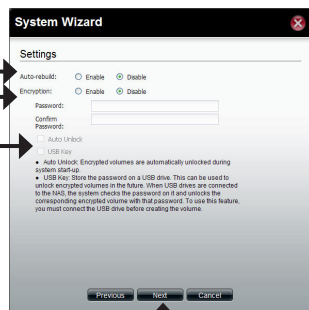 System Wizard
Settings
Auto-rebuild: Enable Disable
Encryption: Enable Disable
Password:
Confirm
Password:
Auto Unlock
USB Key
● Auto Unlock: Encrypted volumes are automatically unlocked during
system start-up.
● USB Key: Store the password on a USB drive. This can be used to
unlock encrypted volumes in the future. When USB drives are connected
to the NAS, the system checks the password on it and unlocks the
corresponding encrypted volume with that password. To use this feature,
you must connect the USB drive before creating the volume.
Previous Next Cancel